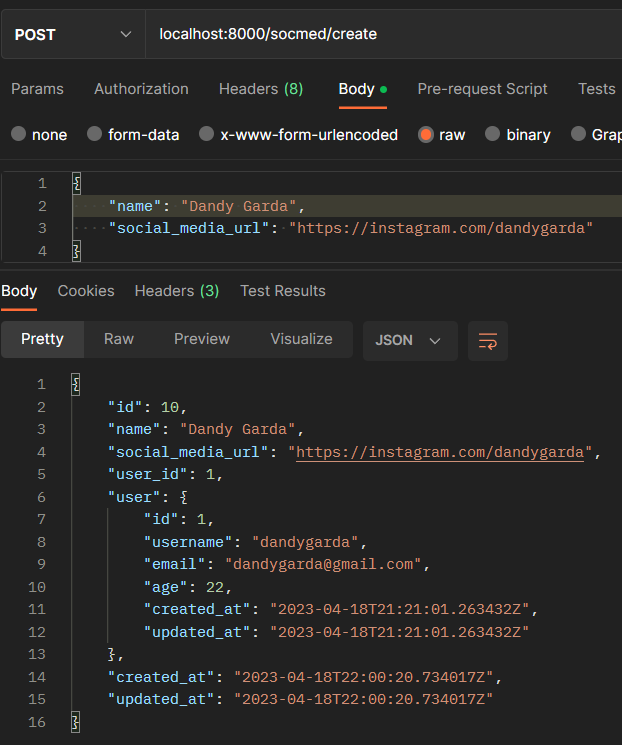 POST localhost:8000/socmed/create
Params Authorization Headers (8) Body Pre-request Script Tests
none form-data x-www-form-urlencoded raw binary Grap
1 {
2 "name": "Dandy Garda",
3 "social_media_url": "https://instagram.com/dandygarda"
4 }
Body Cookies Headers (3) Test Results
Pretty Raw Preview Visualize JSON
1 {
2 "id": 10,
3 "name": "Dandy Garda",
4 "social_media_url": "https://instagram.com/dandygarda",
5 "user_id": 1,
6 "user": {
7 "id": 1,
8 "username": "dandygarda",
9 "email": "dandygarda@gmail.com",
10 "age": 22,
11 "created_at": "2023-04-18T21:21:01.263432Z",
12 "updated_at": "2023-04-18T21:21:01.263432Z"
13 },
14 "created_at": "2023-04-18T22:00:20.734017Z",
15 "updated_at": "2023-04-18T22:00:20.734017Z"
16 }